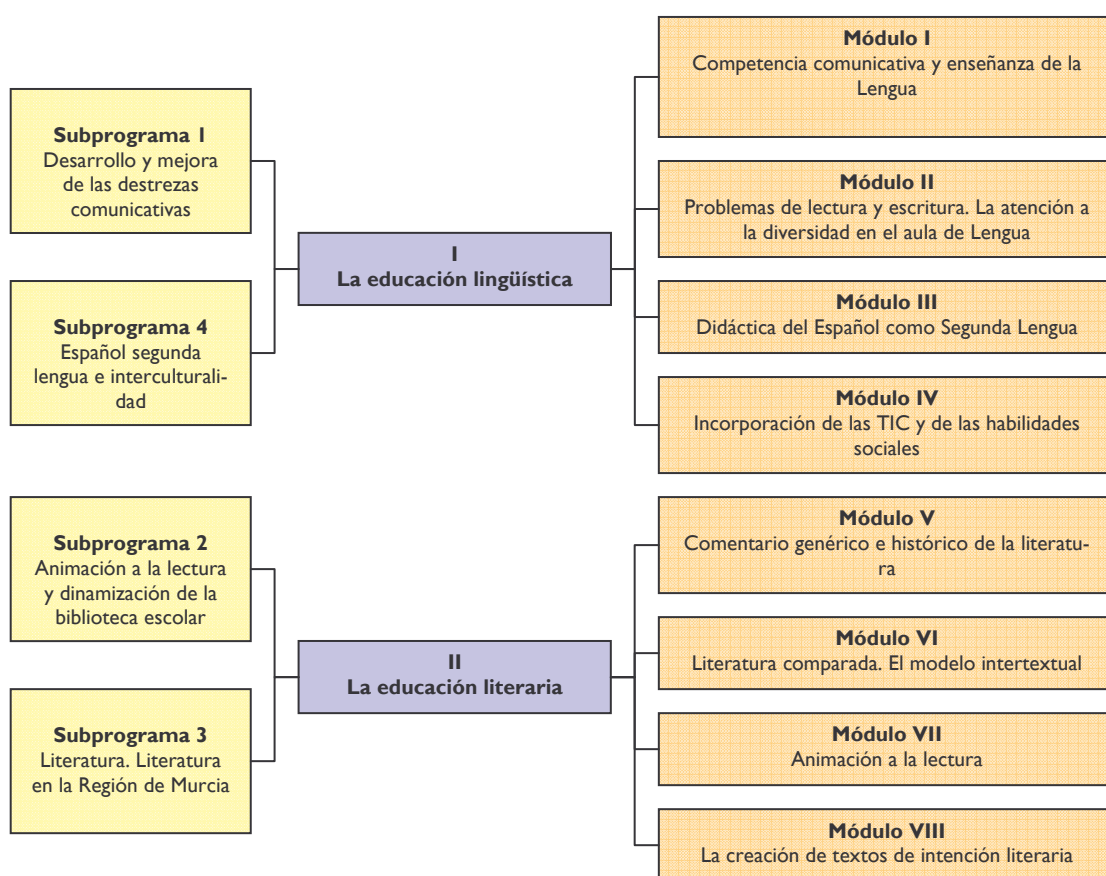 Módulo I
Competencia comunicativa y enseñanza de la
Lengua
Subprograma 1
Desarrollo y mejora
de las destrezas
comunicativas
Módulo II
Problemas de lectura y escritura. La atención a
la diversidad en el aula de Lengua
I
La educación lingüística
Subprograma 4
Español segunda
lengua e interculturali-
dad
Módulo III
Didáctica del Español como Segunda Lengua
Módulo IV
Incorporación de las TIC y de las habilidades
sociales
Subprograma 2
Animación a la lectura
y dinamización de la
biblioteca escolar
Módulo V
Comentario genérico e histórico de la literatu-
ra
II
La educación literaria
Módulo VI
Literatura comparada. El modelo intertextual
Subprograma 3
Literatura. Literatura
en la Región de Murcia
Módulo VII
Animación a la lectura
Módulo VIII
La creación de textos de intención literaria